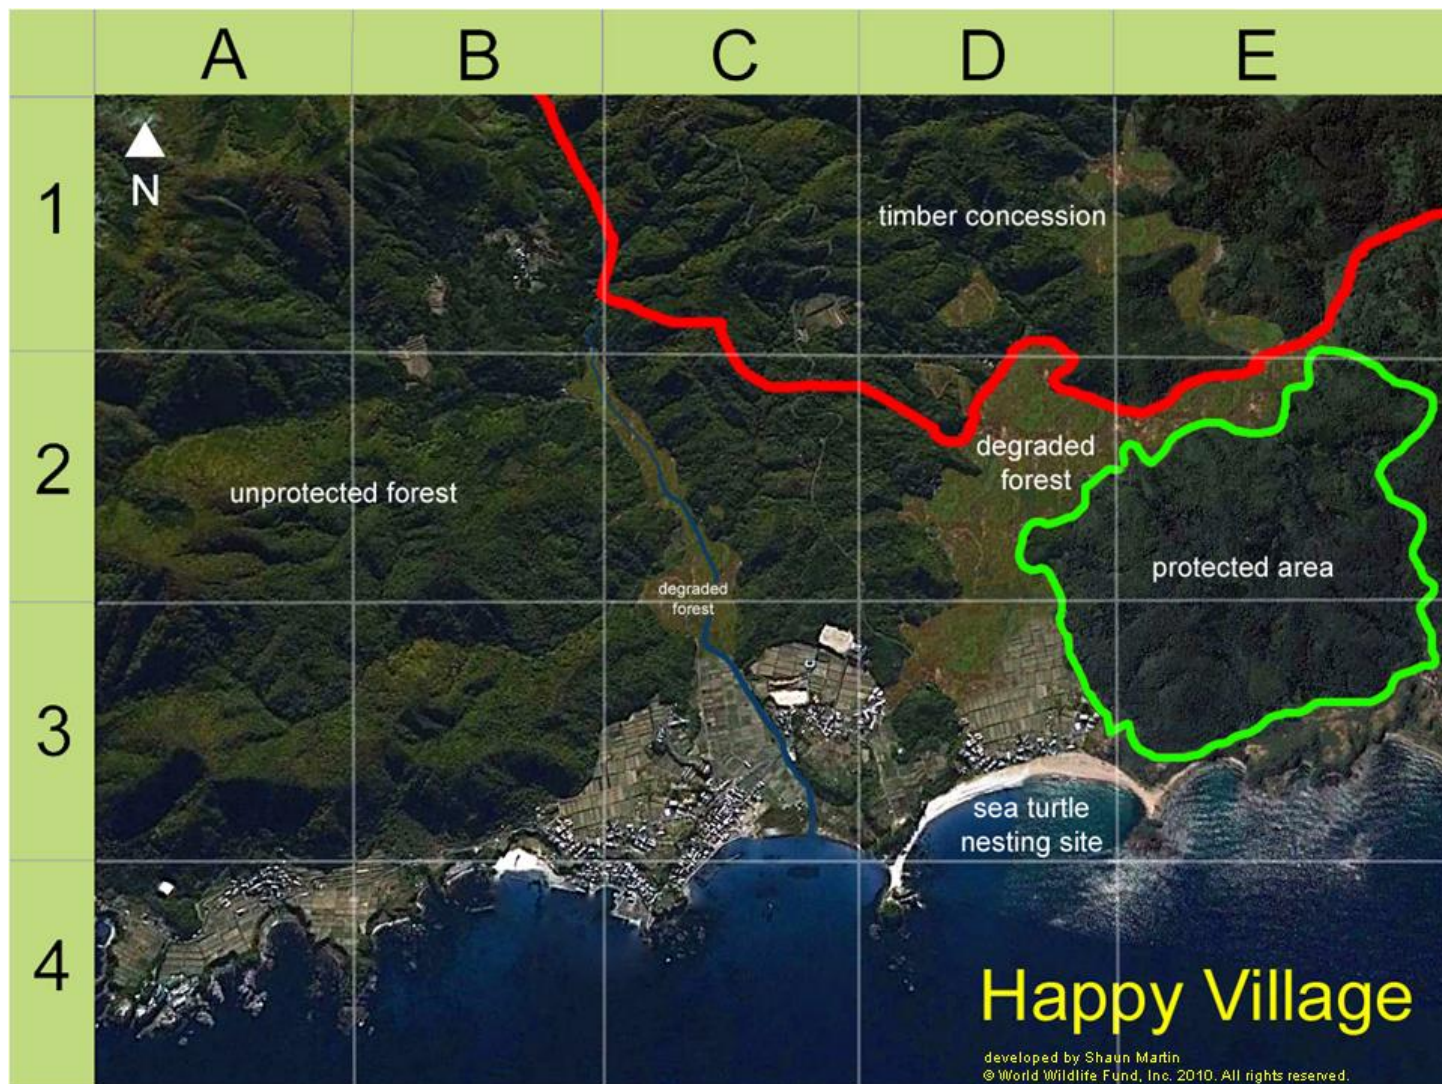 A B C D E
1
N
timber concession
2
degraded
forest
unprotected forest
protected area
degraded
forest
3
sea turtle
nesting site
4
Happy Village
developed by Shaun Martin
© World Wildlife Fund, Inc. 2010. All rights reserved.